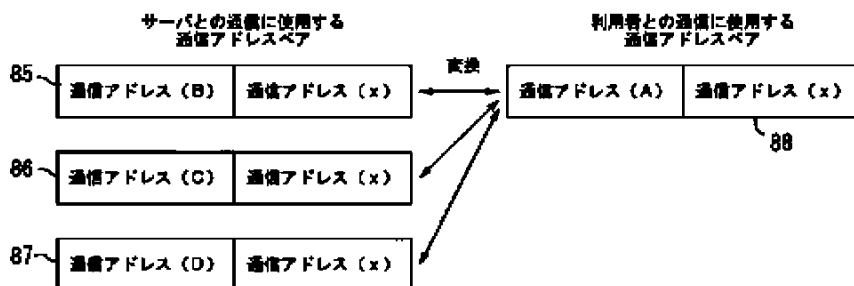 サーバとの通信に使用する
通信アドレスペア
利用者との通信に使用する
通信アドレスペア
85
通信アドレス（B） 通信アドレス（x）
変換
通信アドレス（A） 通信アドレス（x）
88
86
通信アドレス（C） 通信アドレス（x）
87
通信アドレス（D） 通信アドレス（x）